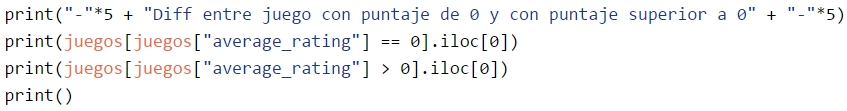 print("-"*5 + "Diff entre juego con puntaje de 0 y con puntaje superior a 0" + "-"*5)
print(juegos[juegos["average_rating"] == 0].iloc[0])
print(juegos[juegos["average_rating"] > 0].iloc[0])
print()